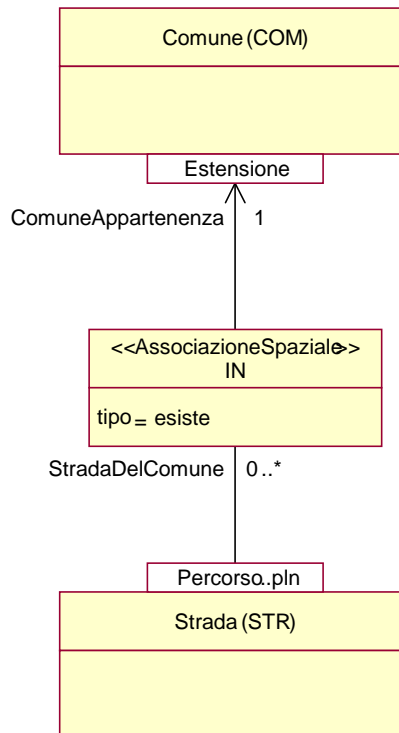 Comune (COM)
Estensione
ComuneAppartenenza 1
<<AssociazioneSpaziale>>
IN
tipo = esiste
StradaDelComune 0..*
Percorso..pln
Strada (STR)